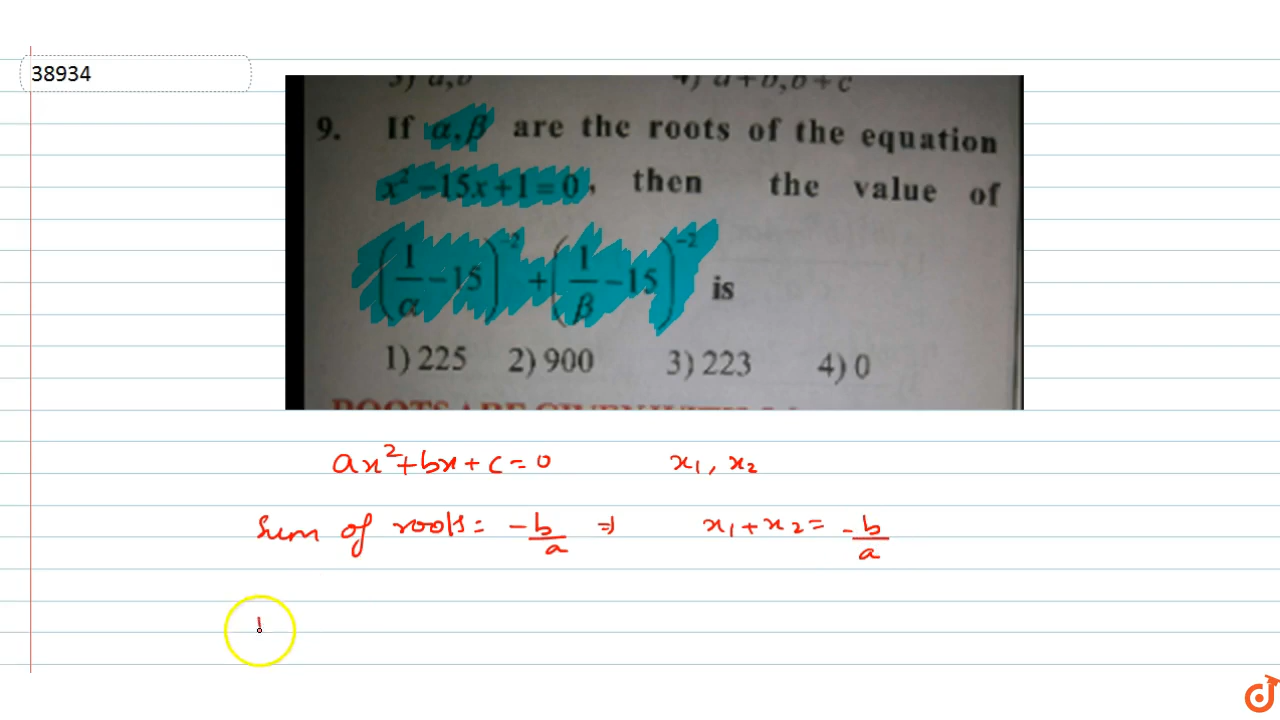 38934
3) a,b 4) a+b,b+c
9. If α,β are the roots of the equation
x² −15x+1=0, then the value of
(1/α −15)⁻² + (1/β −15)⁻² is
1) 225 2) 900 3) 223 4) 0
ax²+bx+c=0 x₁, x₂
Sum of roots = -b/a ⇒ x₁+x₂= -b/a